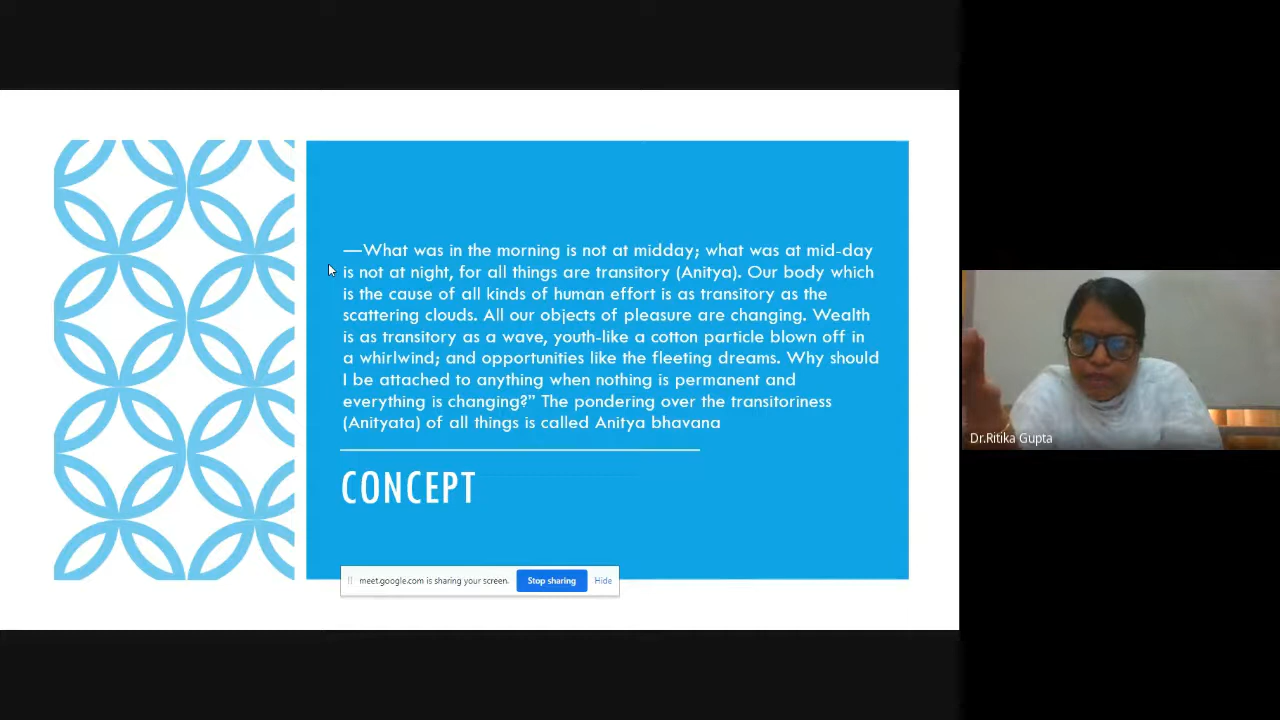 —What was in the morning is not at midday; what was at mid-day
is not at night, for all things are transitory (Anitya). Our body which
is the cause of all kinds of human effort is as transitory as the
scattering clouds. All our objects of pleasure are changing. Wealth
is as transitory as a wave, youth-like a cotton particle blown off in
a whirlwind; and opportunities like the fleeting dreams. Why should
I be attached to anything when nothing is permanent and
everything is changing?” The pondering over the transitoriness
(Anityata) of all things is called Anitya bhavana
CONCEPT
meet.google.com is sharing your screen. Stop sharing Hide
Dr.Ritika Gupta